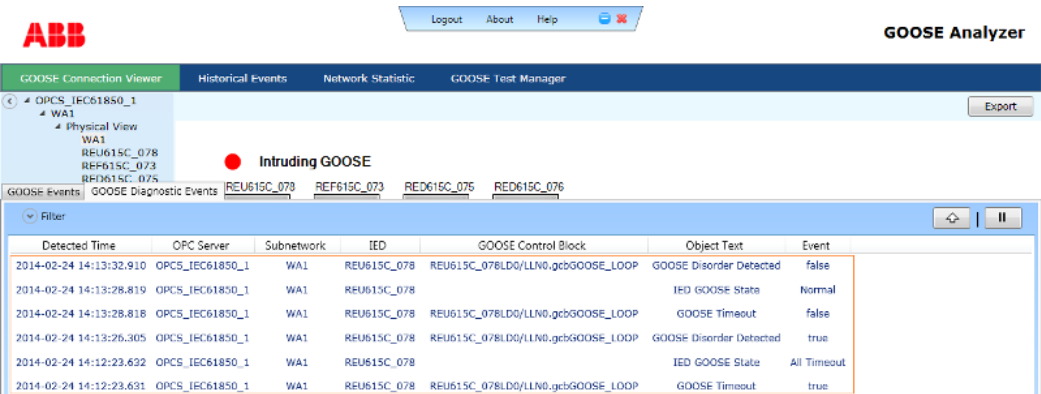 Logout About Help
ABB
GOOSE Analyzer
GOOSE Connection Viewer Historical Events Network Statistic GOOSE Test Manager
OPCS_IEC61850_1
Export
WA1
Physical View
WA1
REU615C_078
REF615C_073
Intruding GOOSE
RED615C_075
GOOSE Events GOOSE Diagnostic Events REU615C_078 REF615C_073 RED615C_075 RED615C_076
Filter
Detected Time OPC Server Subnetwork IED GOOSE Control Block Object Text Event
2014-02-24 14:13:32.910 OPCS_IEC61850_1 WA1 REU615C_078 REU615C_078LD0/LLN0.gcbGOOSE_LOOP GOOSE Disorder Detected false
2014-02-24 14:13:28.819 OPCS_IEC61850_1 WA1 REU615C_078 IED GOOSE State Normal
2014-02-24 14:13:28.818 OPCS_IEC61850_1 WA1 REU615C_078 REU615C_078LD0/LLN0.gcbGOOSE_LOOP GOOSE Timeout false
2014-02-24 14:13:26.305 OPCS_IEC61850_1 WA1 REU615C_078 REU615C_078LD0/LLN0.gcbGOOSE_LOOP GOOSE Disorder Detected true
2014-02-24 14:12:23.632 OPCS_IEC61850_1 WA1 REU615C_078 IED GOOSE State All Timeout
2014-02-24 14:12:23.631 OPCS_IEC61850_1 WA1 REU615C_078 REU615C_078LD0/LLN0.gcbGOOSE_LOOP GOOSE Timeout true